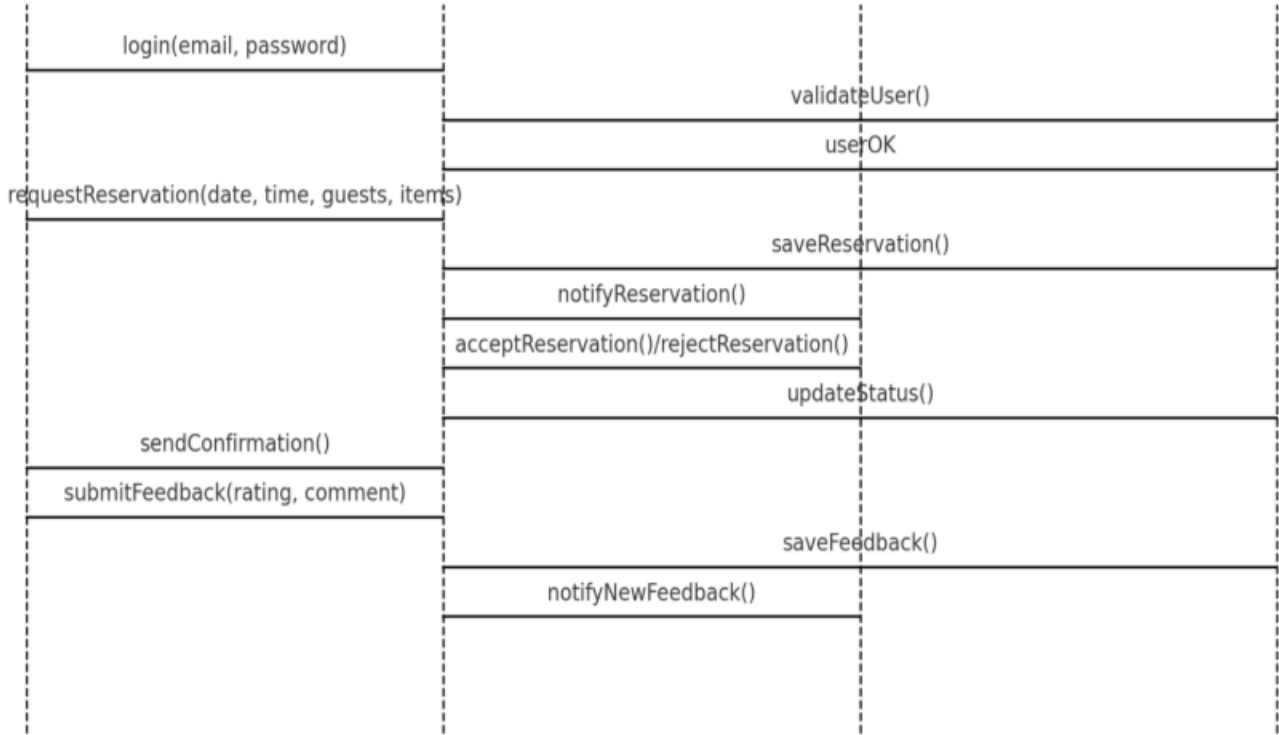 login(email, password)
validateUser()
userOK
requestReservation(date, time, guests, items)
saveReservation()
notifyReservation()
acceptReservation()/rejectReservation()
updateStatus()
sendConfirmation()
submitFeedback(rating, comment)
saveFeedback()
notifyNewFeedback()